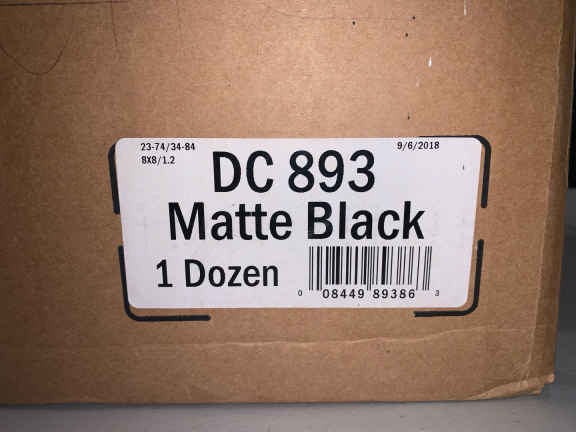 23-74/34-84
9/6/2018
8X8/1.2
DC 893
Matte Black
1 Dozen
0 08449 89386 3